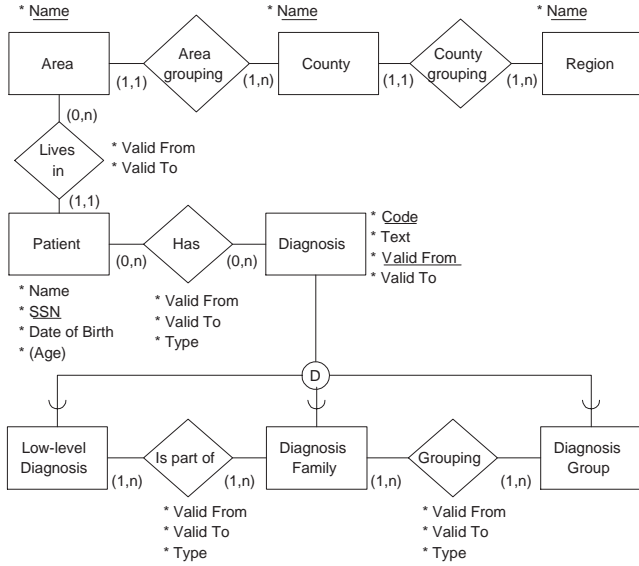 * Name
* Name
* Name
Area
Area grouping
County
County grouping
Region
(1,1)
(1,n)
(1,1)
(1,n)
(0,n)
Lives in
* Valid From
* Valid To
(1,1)
Patient
Has
Diagnosis
(0,n)
(0,n)
* Code
* Text
* Valid From
* Valid To
* Name
* SSN
* Date of Birth
* (Age)
* Valid From
* Valid To
* Type
D
Low-level Diagnosis
Is part of
Diagnosis Family
Grouping
Diagnosis Group
(1,n)
(1,n)
(1,n)
(1,n)
* Valid From
* Valid To
* Type
* Valid From
* Valid To
* Type